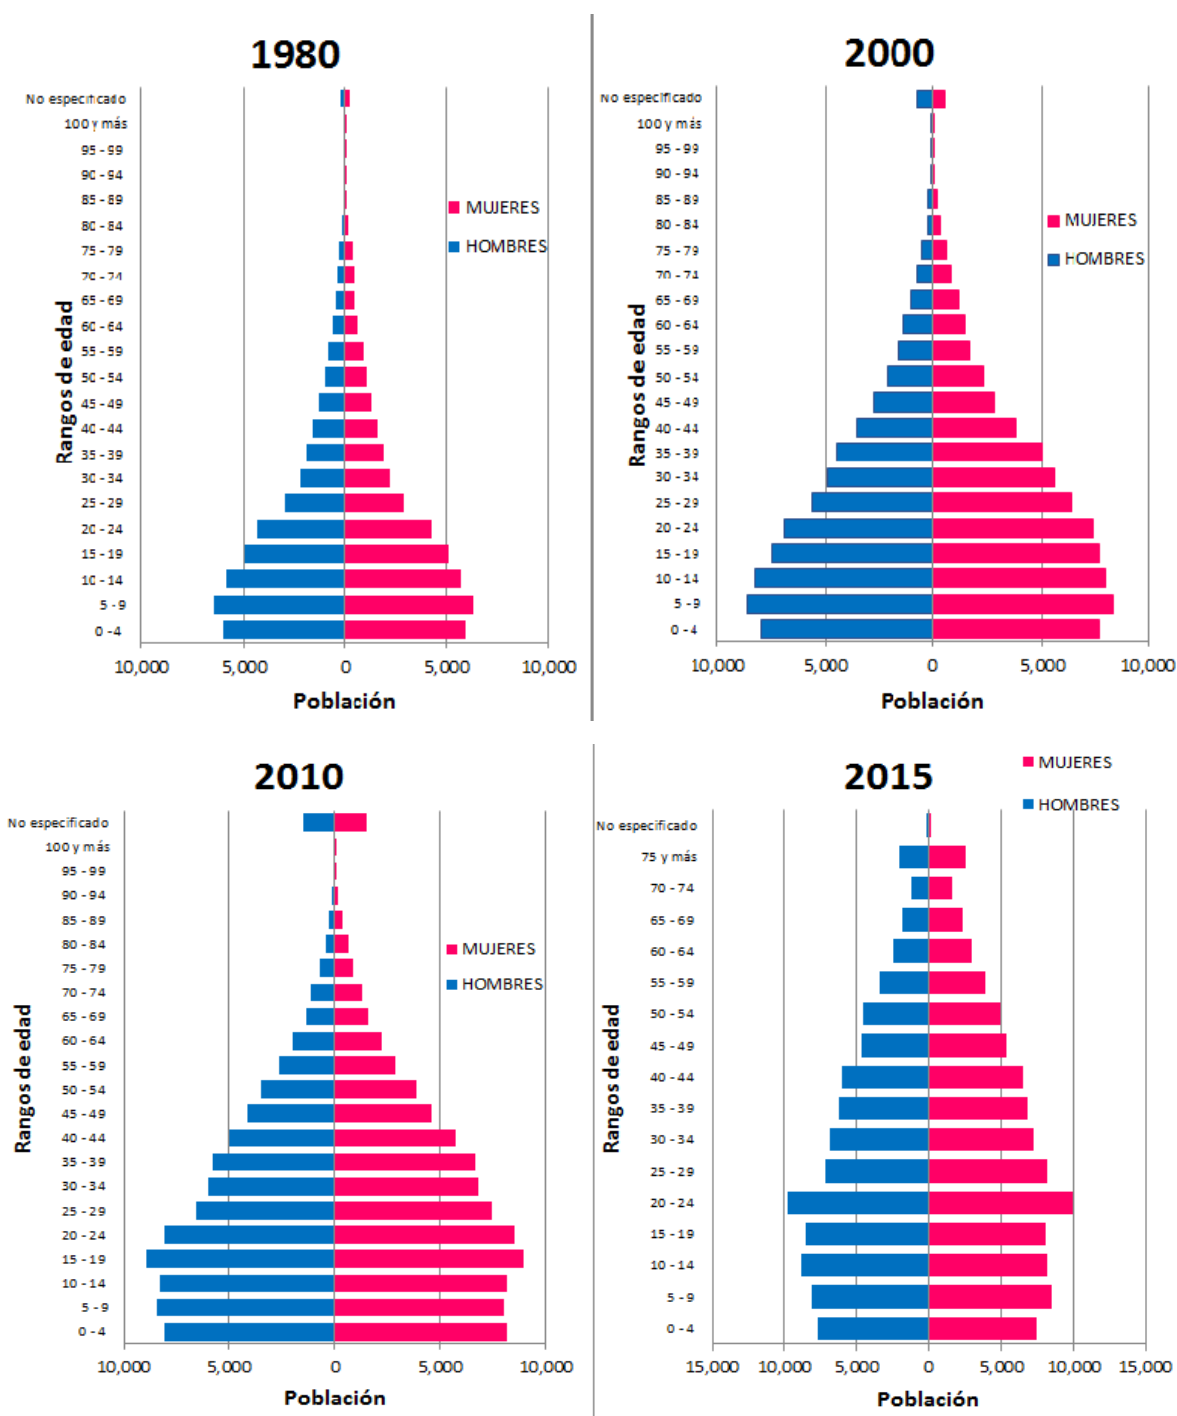 1980
No especificado
100 y más
95 - 99
90 - 94
85 - 89
80 - 84
75 - 79
70 - 74
65 - 69
60 - 64
55 - 59
50 - 54
45 - 49
40 - 44
35 - 39
30 - 34
25 - 29
20 - 24
15 - 19
10 - 14
5 - 9
0 - 4
Rangos de edad
MUJERES
HOMBRES
10,000 5,000 0 5,000 10,000
Población
2000
No especificado
100 y más
95 - 99
90 - 94
85 - 89
80 - 84
75 - 79
70 - 74
65 - 69
60 - 64
55 - 59
50 - 54
45 - 49
40 - 44
35 - 39
30 - 34
25 - 29
20 - 24
15 - 19
10 - 14
5 - 9
0 - 4
Rangos de edad
MUJERES
HOMBRES
10,000 5,000 0 5,000 10,000
Población
2010
No especificado
100 y más
95 - 99
90 - 94
85 - 89
80 - 84
75 - 79
70 - 74
65 - 69
60 - 64
55 - 59
50 - 54
45 - 49
40 - 44
35 - 39
30 - 34
25 - 29
20 - 24
15 - 19
10 - 14
5 - 9
0 - 4
Rangos de edad
MUJERES
HOMBRES
10,000 5,000 0 5,000 10,000
Población
2015
MUJERES
HOMBRES
No especificado
75 y más
70 - 74
65 - 69
60 - 64
55 - 59
50 - 54
45 - 49
40 - 44
35 - 39
30 - 34
25 - 29
20 - 24
15 - 19
10 - 14
5 - 9
0 - 4
Rangos de edad
15,000 10,000 5,000 0 5,000 10,000 15,000
Población